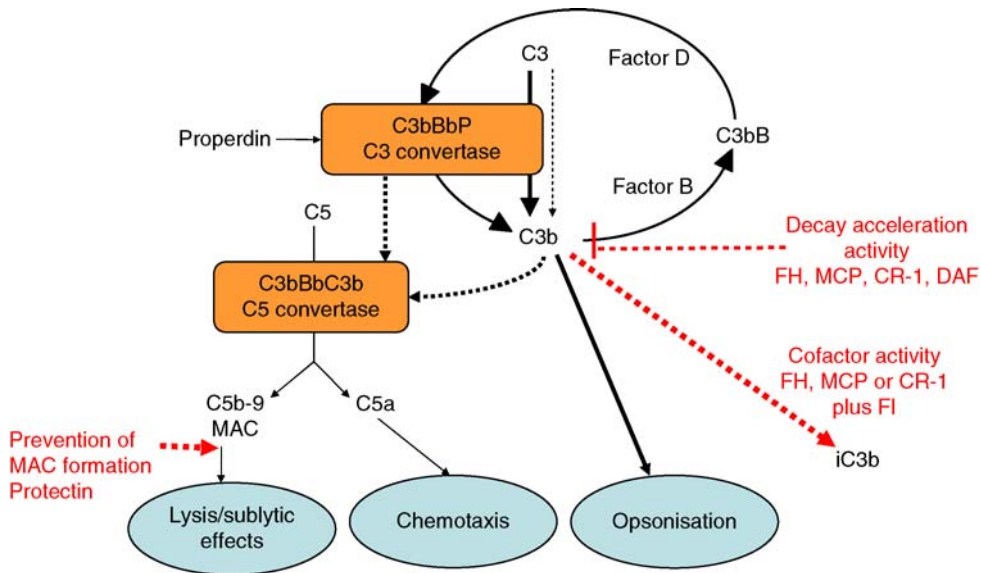 C3
Factor D
C3bBbP
C3 convertase
Properdin
C3bB
Factor B
C5
C3b
Decay acceleration
activity
FH, MCP, CR-1, DAF
C3bBbC3b
C5 convertase
Cofactor activity
FH, MCP or CR-1
plus FI
C5b-9
MAC
C5a
Prevention of
MAC formation
Protectin
iC3b
Lysis/sublytic
effects
Chemotaxis
Opsonisation